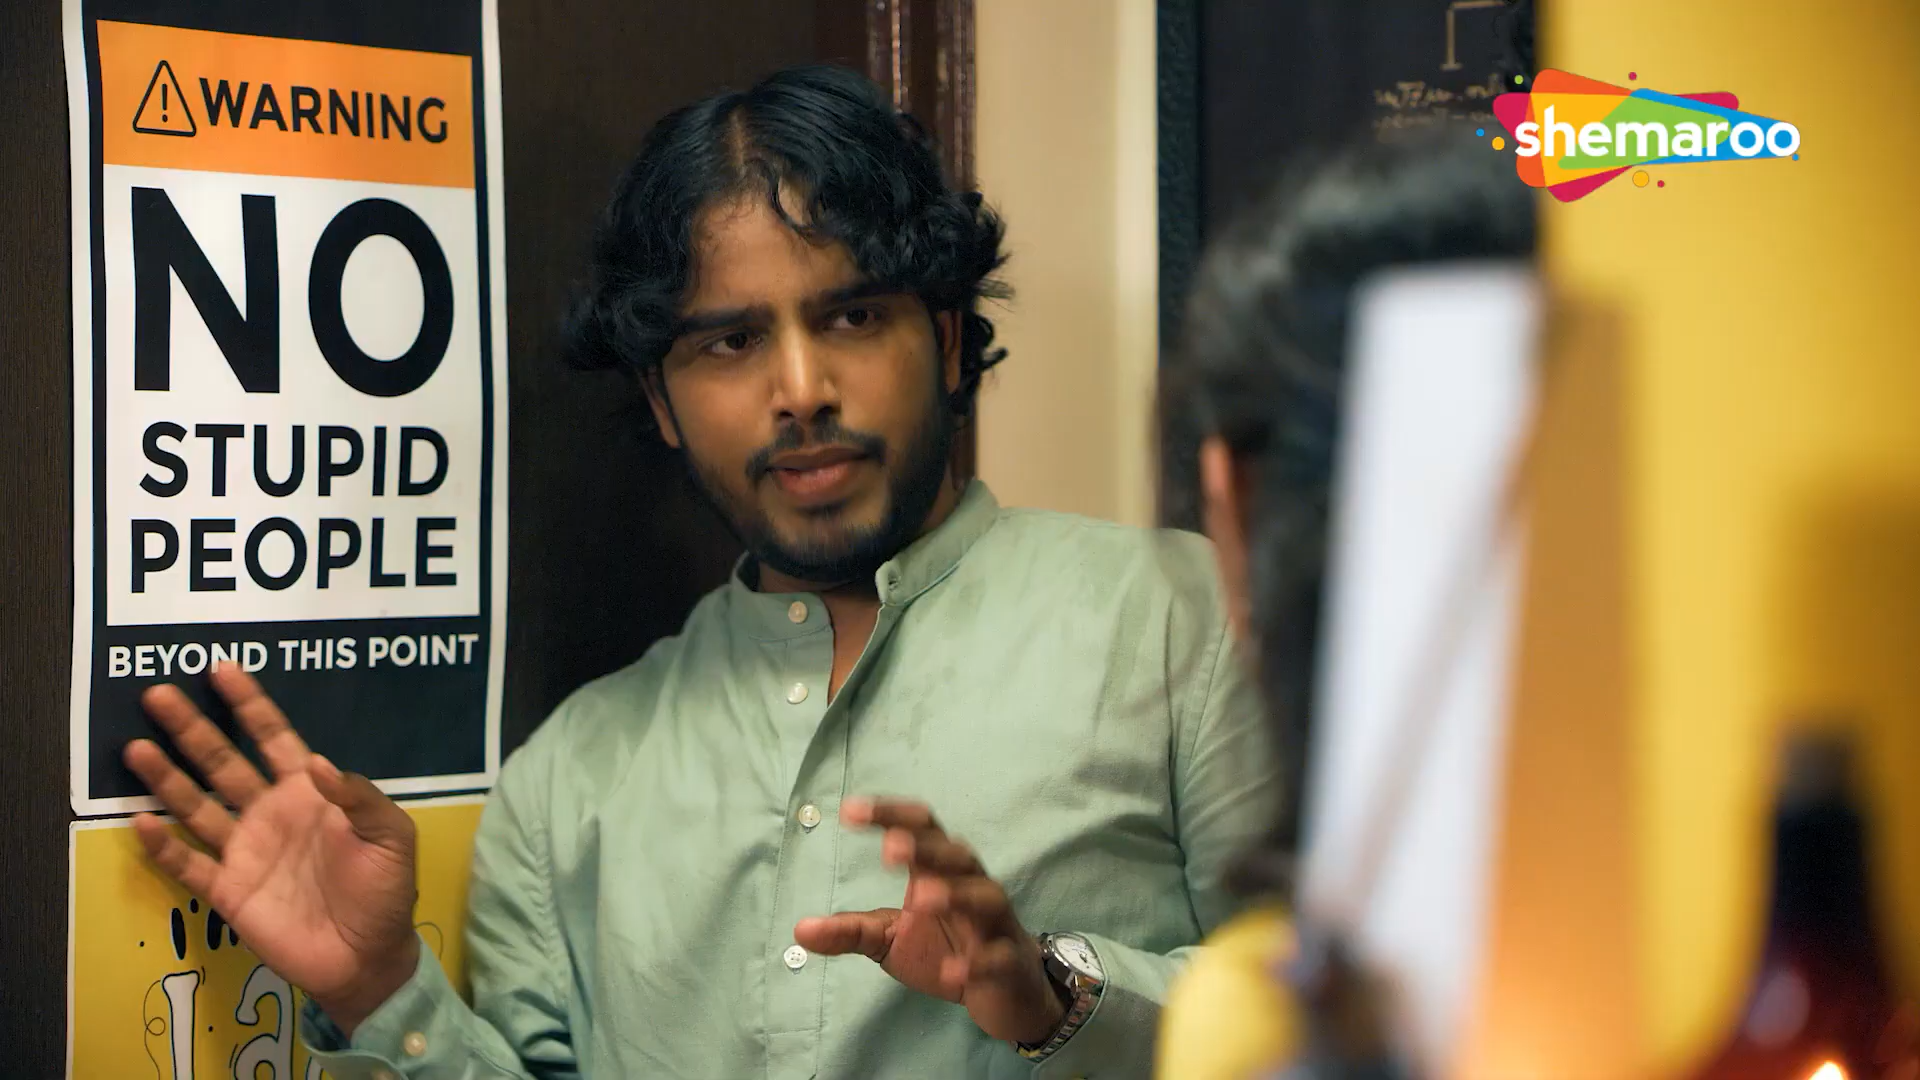 WARNING
NO
STUPID
PEOPLE
BEYOND THIS POINT
shemaroo
i'm